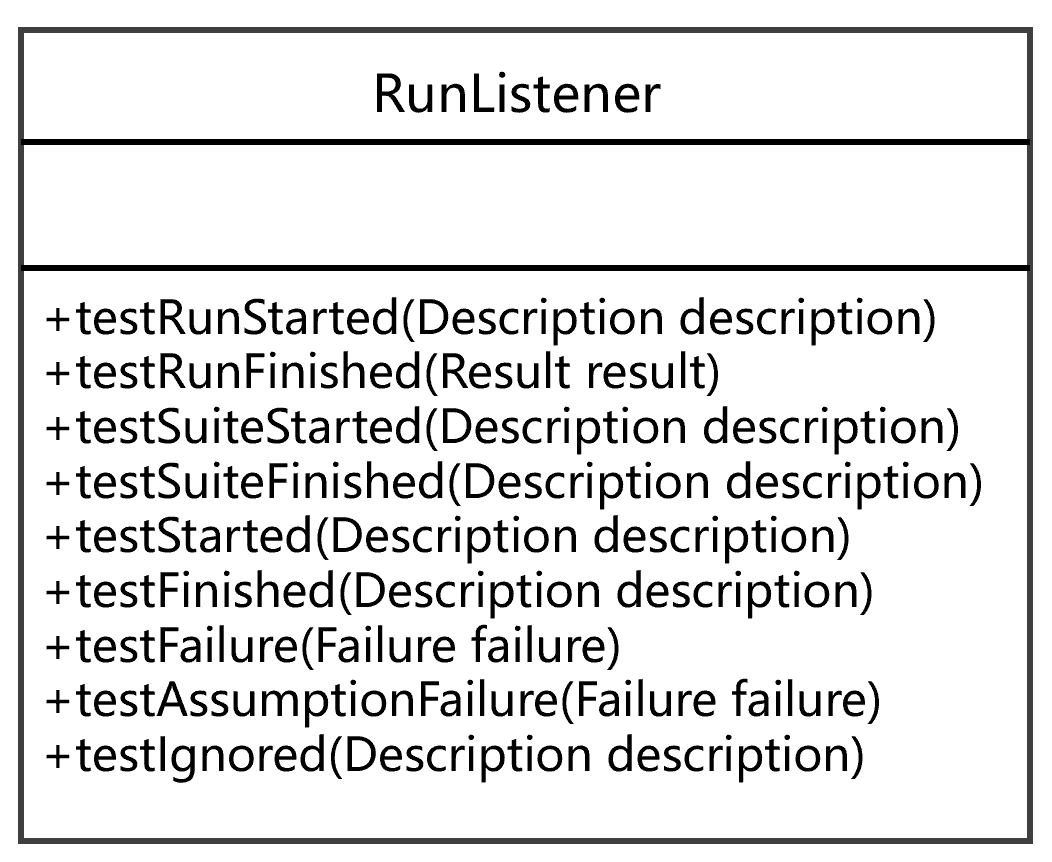 RunListener
+testRunStarted(Description description)
+testRunFinished(Result result)
+testSuiteStarted(Description description)
+testSuiteFinished(Description description)
+testStarted(Description description)
+testFinished(Description description)
+testFailure(Failure failure)
+testAssumptionFailure(Failure failure)
+testIgnored(Description description)